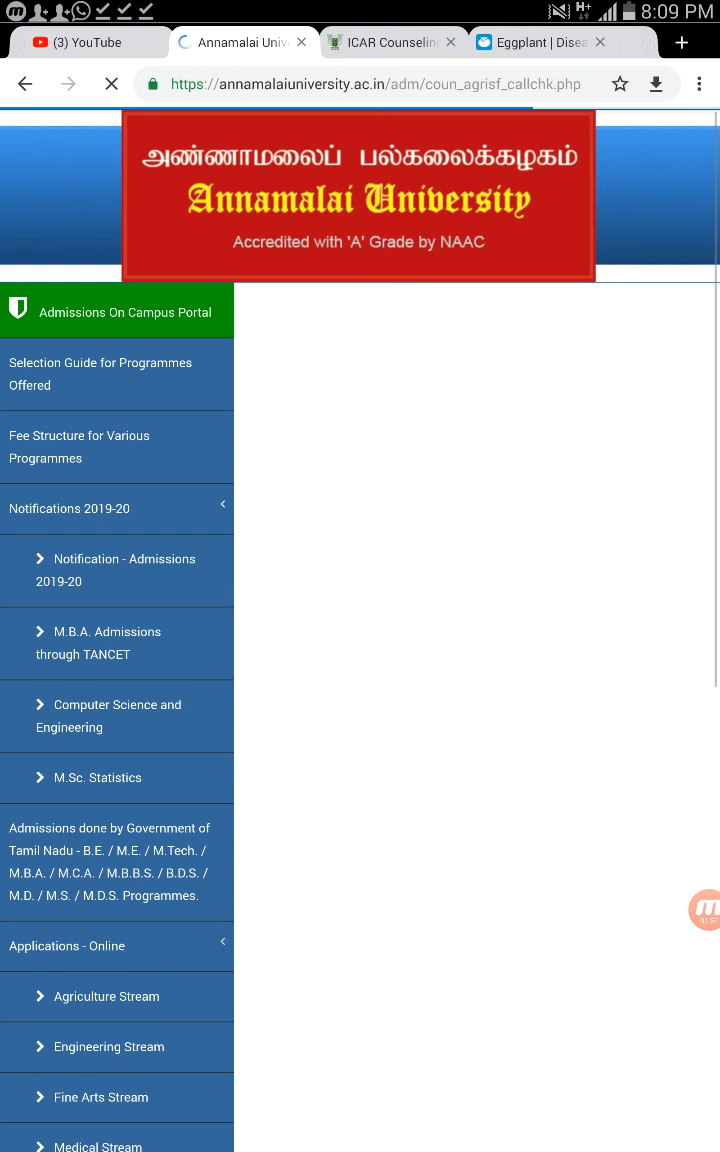 8:09 PM
(3) YouTube
Annamalai Univ
ICAR Counselin
Eggplant | Disea
https://annamalaiuniversity.ac.in/adm/coun_agrisf_callchk.php
அண்ணாமலைப் பல்கலைக்கழகம்
Annamalai University
Accredited with 'A' Grade by NAAC
Admissions On Campus Portal
Selection Guide for Programmes
Offered
Fee Structure for Various
Programmes
Notifications 2019-20
Notification - Admissions
2019-20
M.B.A. Admissions
through TANCET
Computer Science and
Engineering
M.Sc. Statistics
Admissions done by Government of
Tamil Nadu - B.E. / M.E. / M.Tech. /
M.B.A. / M.C.A. / M.B.B.S. / B.D.S. /
M.D. / M.S. / M.D.S. Programmes.
01:57
Applications - Online
Agriculture Stream
Engineering Stream
Fine Arts Stream
Medical Stream